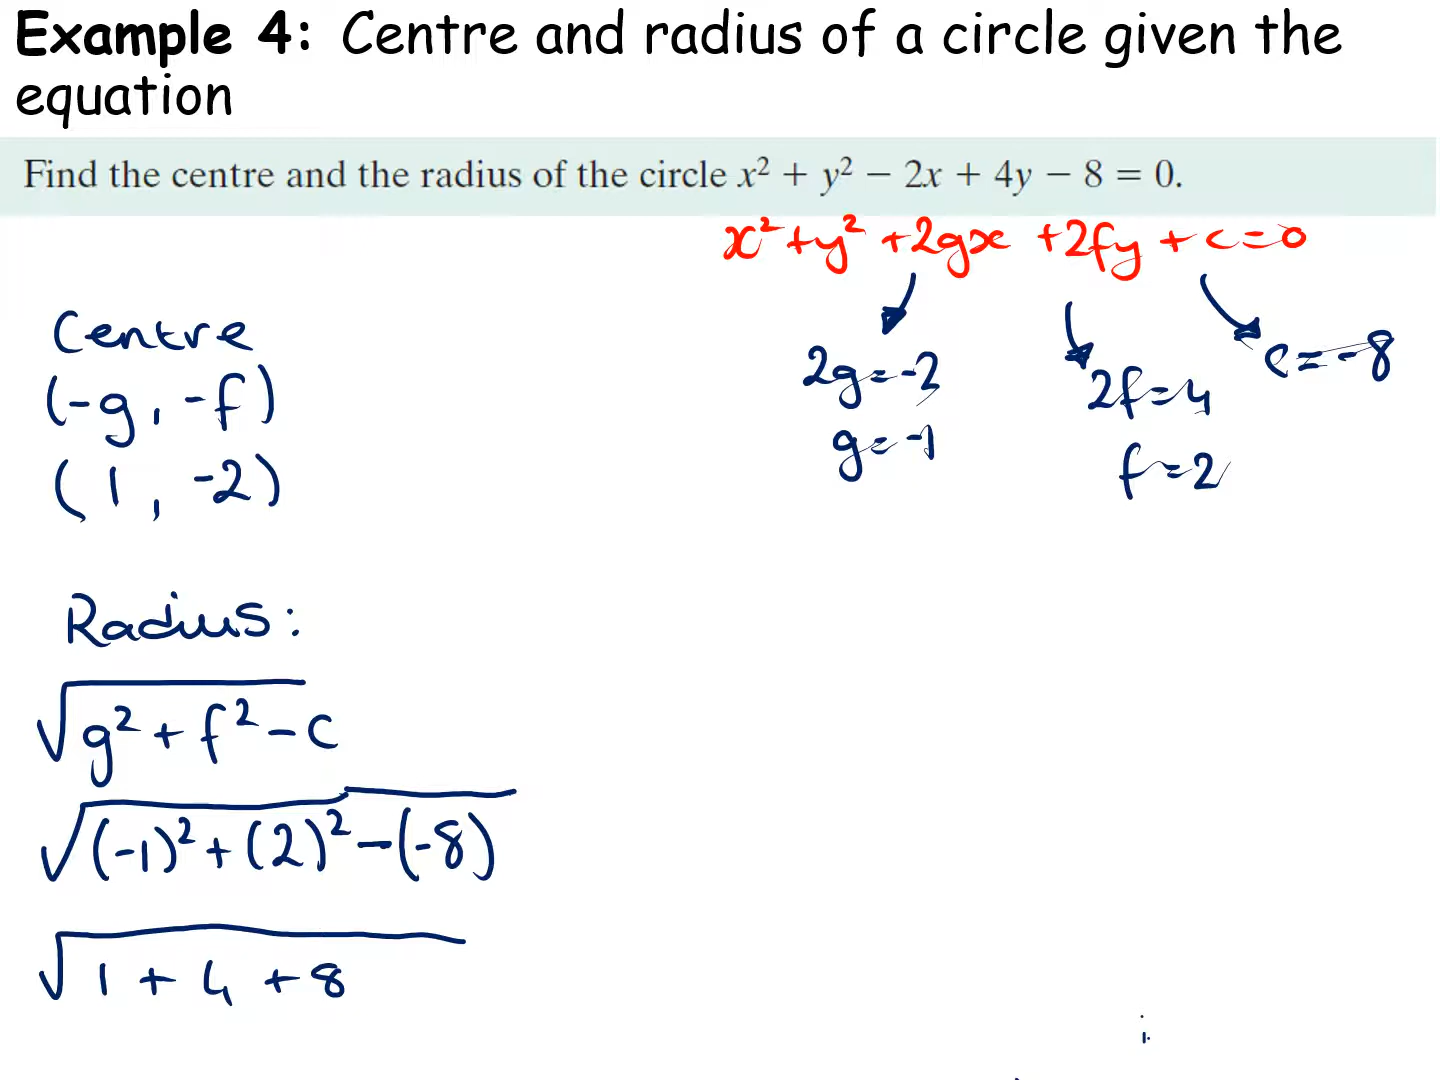 Example 4: Centre and radius of a circle given the
equation
Find the centre and the radius of the circle x² + y² − 2x + 4y − 8 = 0.
x² + y² + 2gx + 2fy + c = 0
Centre
(-g, -f)
(1, -2)
2g = -2
g = -1
2f = 4
f = 2
c = -8
Radius:
√g² + f² - c
√(-1)² + (2)² - (-8)
√1 + 4 + 8